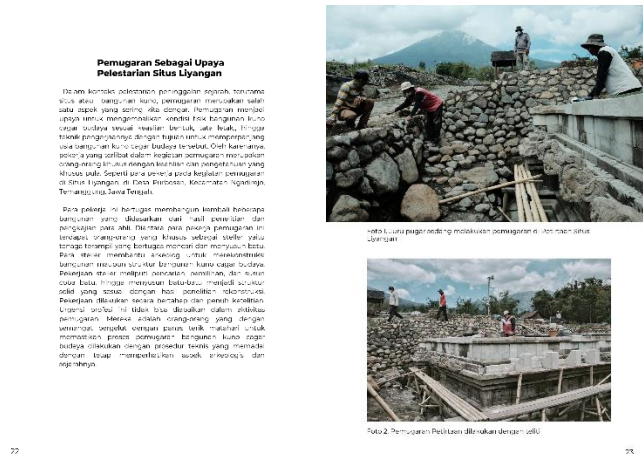 Pemugaran Sebagai Upaya
Pelestarian Situs Liyangan
Dalam konteks pelestarian peninggalan sejarah, terutama
situs atau bangunan kuno, pemugaran merupakan salah
satu aspek yang sering kita dengar. Pemugaran menjadi
upaya untuk mengembalikan kondisi fisik bangunan kuno
cagar budaya sesuai keaslian bentuk, tata letak, hingga
teknik pengerjaannya dengan tujuan untuk memperpanjang
usia bangunan kuno cagar budaya tersebut. Oleh karenanya,
pekerja yang terlibat dalam kegiatan pemugaran merupakan
orang-orang khusus dengan keahlian dan pengetahuan yang
khusus pula. Seperti para pekerja pada kegiatan pemugaran
di Situs Liyangan, di Desa Purbosari, Kecamatan Ngadirejo,
Temanggung, Jawa Tengah.
Para pekerja ini bertugas membangun kembali beberapa
bangunan yang didasarkan dari hasil penelitian dan
pengkajian para ahli. Diantara para pekerja pemugaran ini
terdapat orang-orang yang khusus sebagai steller yaitu
tenaga terampil yang bertugas mencari dan menyusun batu.
Para steller membantu arkeolog untuk merekonstruksi
bangunan maupun struktur bangunan kuno cagar budaya.
Pekerjaan steller meliputi pencarian, pemilihan, dan susun
coba batu, hingga menyusun batu-batu menjadi struktur
solid yang sesuai dengan hasil penelitian rekonstruksi.
Pekerjaan dilakukan secara bertahap dan penuh ketelitian.
Urgensi profesi ini tidak bisa diabaikan dalam aktivitas
pemugaran. Mereka adalah orang-orang yang dengan
semangat bergelut dengan panas terik matahari untuk
memastikan proses pemugaran bangunan kuno cagar
budaya dilakukan dengan prosedur teknis yang memadai
dengan tetap memperhatikan aspek arkeologis dan
sejarahnya.
22
Foto 1. Juru pugar sedang melakukan pemugaran di Petirtaan Situs
Liyangan
Foto 2. Pemugaran Petirtaan dilakukan dengan teliti
23